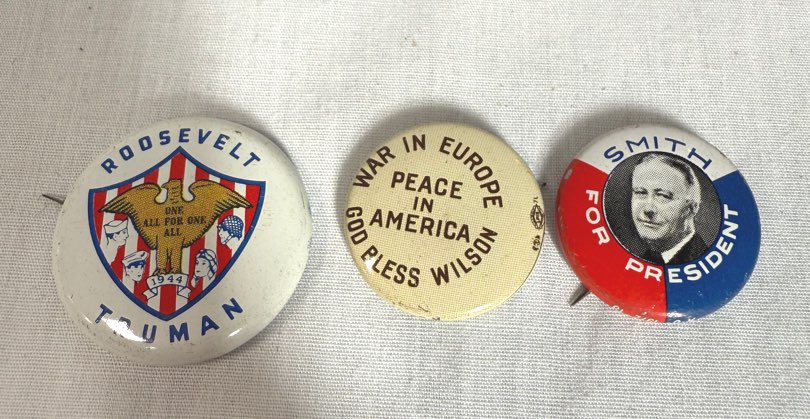 ROOSEVELT
ONE
ALL FOR ONE
ALL
1944
TRUMAN
WAR IN EUROPE
PEACE
IN
AMERICA
GOD BLESS WILSON
SMITH
FOR PRESIDENT